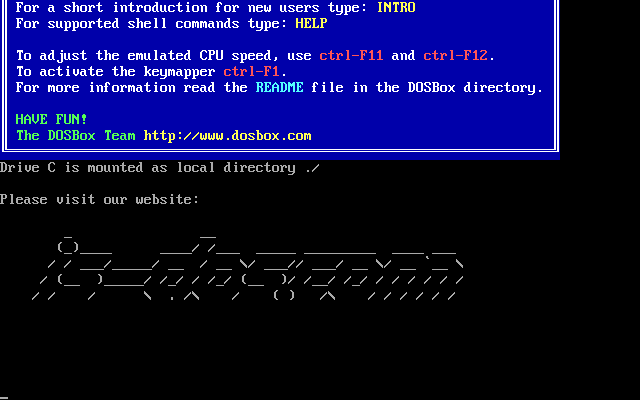 For a short introduction for new users type: INTRO
For supported shell commands type: HELP
To adjust the emulated CPU speed, use ctrl-F11 and ctrl-F12.
To activate the keymapper ctrl-F1.
For more information read the README file in the DOSBox directory.
HAVE FUN!
The DOSBox Team http://www.dosbox.com
Drive C is mounted as local directory ./
Please visit our website: